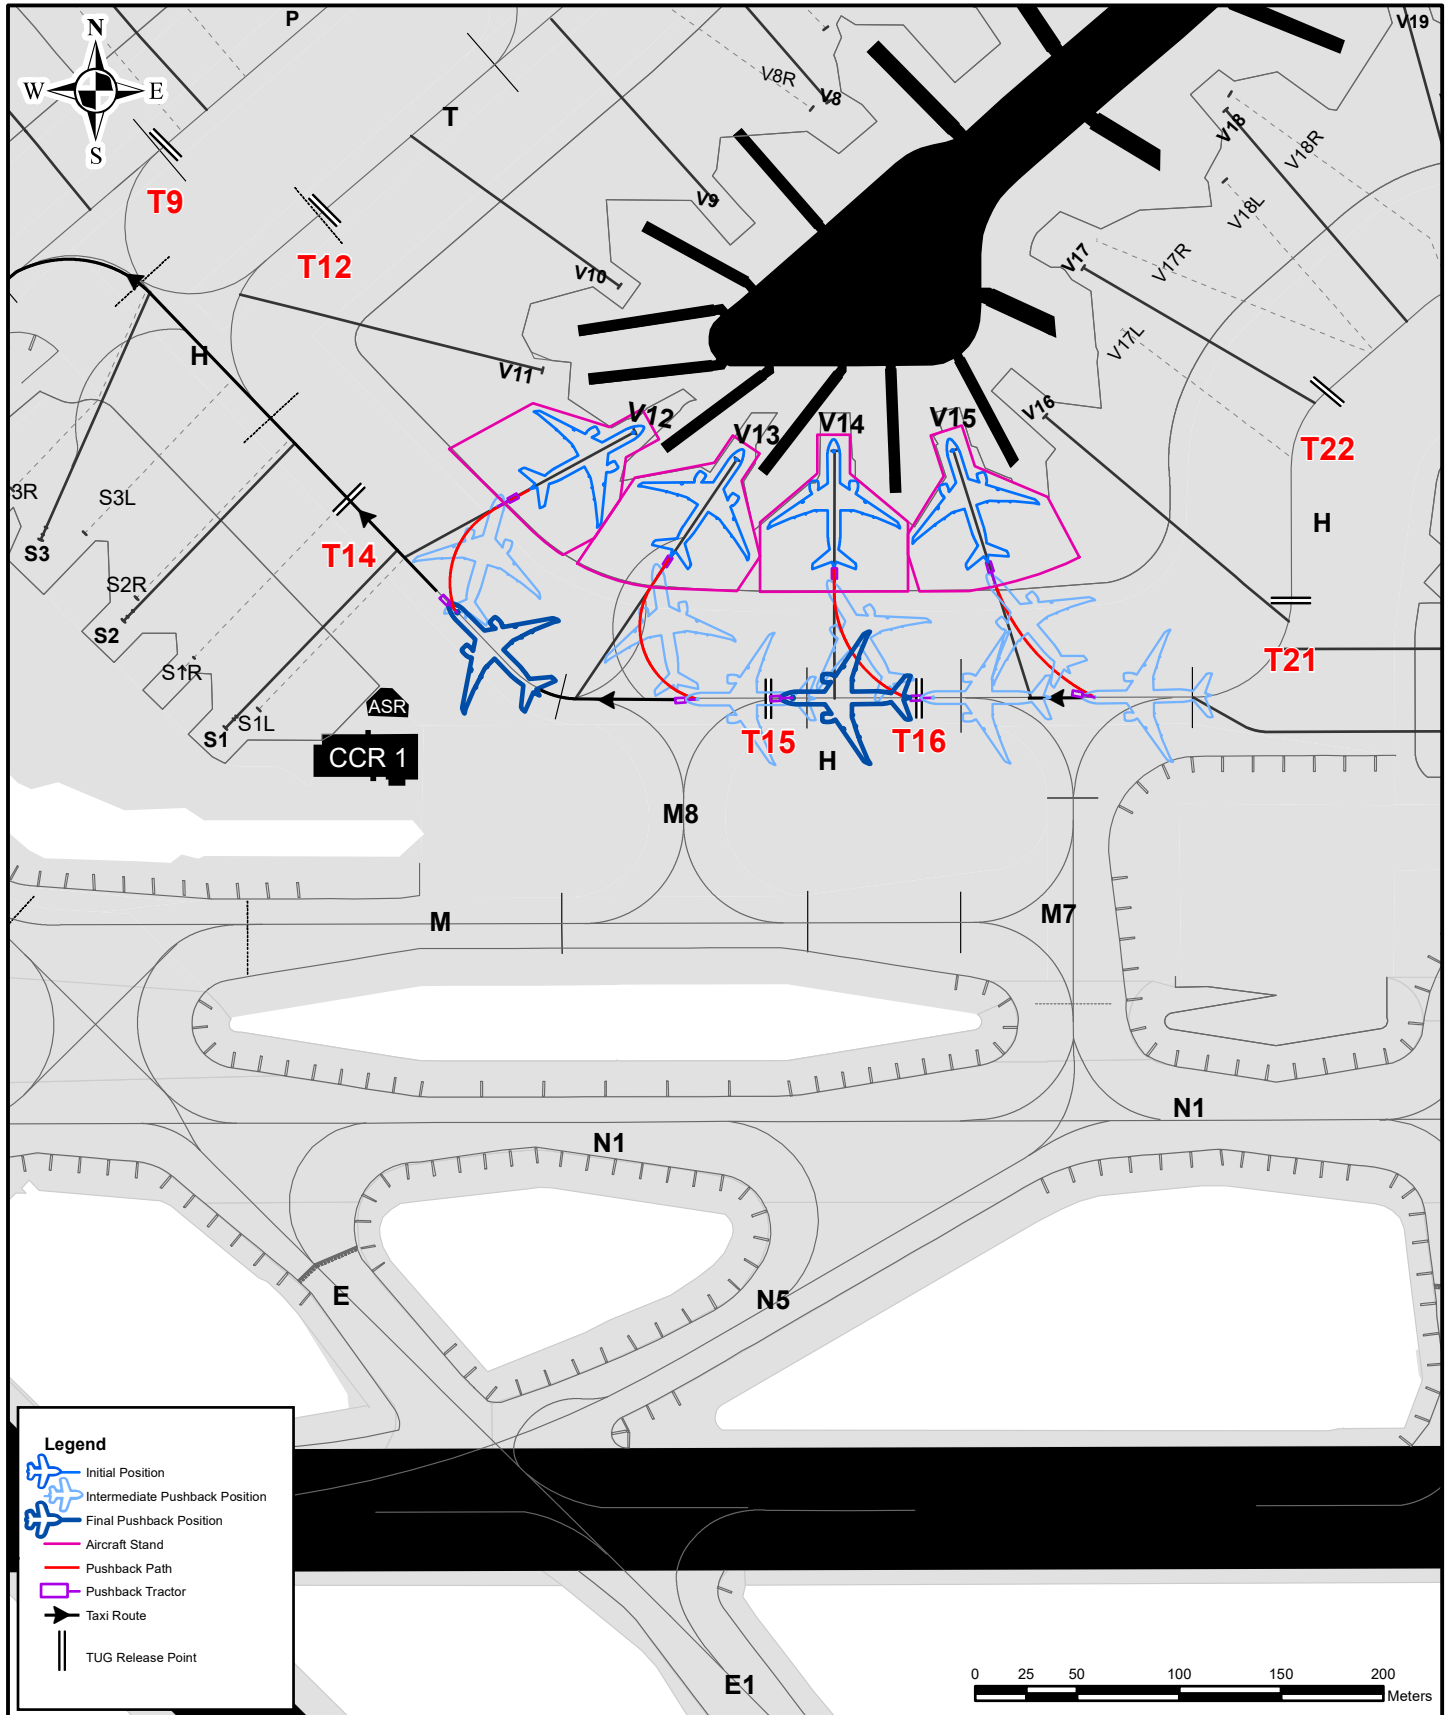 P
V19
N
W
E
S
V8R
V8
T
V18
V18R
T9
V9
V18L
T12
V17
V17R
V10
V17L
H
V11
V16
V12
V13
V14
V15
T22
3R
S3L
S3
T14
H
S2R
S2
S1R
T21
ASR
S1L
S1
CCR 1
T15
H
T16
M8
M
M7
N1
N1
E
N5
Legend
Initial Position
Intermediate Pushback Position
Final Pushback Position
Aircraft Stand
Pushback Path
Pushback Tractor
Taxi Route
TUG Release Point
E1
0 25 50 100 150 200
Meters